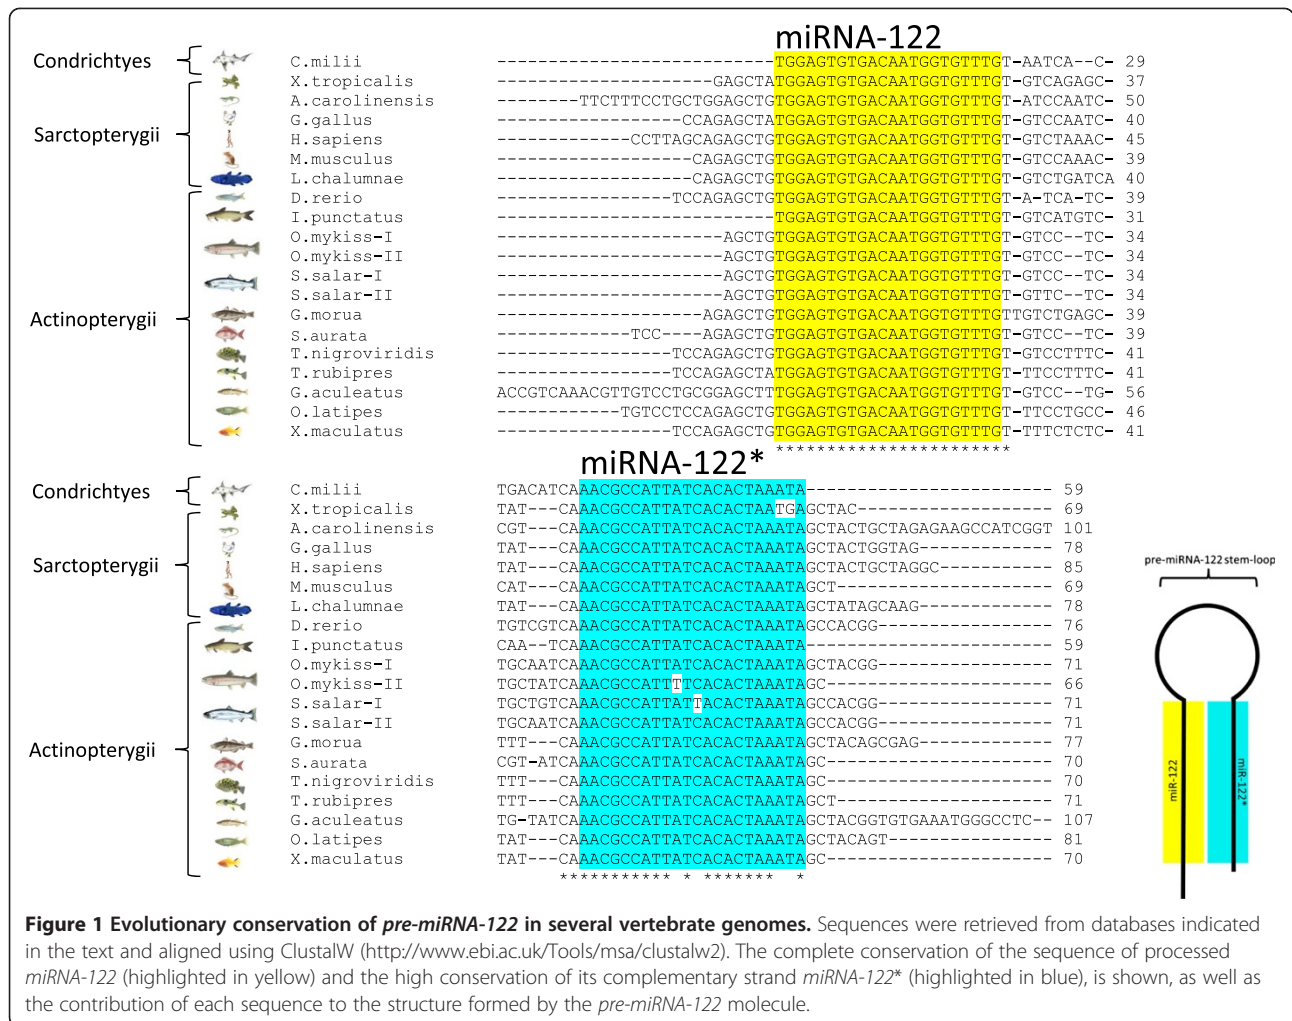 miRNA-122
Condrichtyes
C.milii ---------------------------TGGAGTGTGACAATGGTGTTTGT-AATCA--C- 29
X.tropicalis ---------------------GAGCTATGGAGTGTGACAATGGTGTTTGT-GTCAGAGC- 37
A.carolinensis --------TTCTTTCCTGCTGGAGCTGTGGAGTGTGACAATGGTGTTTGT-ATCCAATC- 50
G.gallus ------------------CCAGAGCTATGGAGTGTGACAATGGTGTTTGT-GTCCAATC- 40
Sarctopterygii
H.sapiens -------------CCTTAGCAGAGCTGTGGAGTGTGACAATGGTGTTTGT-GTCTAAAC- 45
M.musculus -------------------CAGAGCTGTGGAGTGTGACAATGGTGTTTGT-GTCCAAAC- 39
L.chalumnae -------------------CAGAGCTGTGGAGTGTGACAATGGTGTTTGT-GTCTGATCA 40
D.rerio -----------------TCCAGAGCTGTGGAGTGTGACAATGGTGTTTGT-A-TCA-TC- 39
I.punctatus ---------------------------TGGAGTGTGACAATGGTGTTTGT-GTCATGTC- 31
O.mykiss-I ----------------------AGCTGTGGAGTGTGACAATGGTGTTTGT-GTCC--TC- 34
O.mykiss-II ----------------------AGCTGTGGAGTGTGACAATGGTGTTTGT-GTCC--TC- 34
S.salar-I ----------------------AGCTGTGGAGTGTGACAATGGTGTTTGT-GTCC--TC- 34
S.salar-II ----------------------AGCTGTGGAGTGTGACAATGGTGTTTGT-GTTC--TC- 34
Actinopterygii
G.morua --------------------AGAGCTGTGGAGTGTGACAATGGTGTTTGTTGTCTGAGC- 39
S.aurata -------------TCC----AGAGCTGTGGAGTGTGACAATGGTGTTTGT-GTCC--TC- 39
T.nigroviridis -----------------TCCAGAGCTGTGGAGTGTGACAATGGTGTTTGT-GTCCTTTC- 41
T.rubipres -----------------TCCAGAGCTATGGAGTGTGACAATGGTGTTTGT-TTCCTTTC- 41
G.aculeatus ACCGTCAAACGTTGTCCTGCGGAGCTTTGGAGTGTGACAATGGTGTTTGT-GTCC--TG- 56
O.latipes ------------TGTCCTCCAGAGCTGTGGAGTGTGACAATGGTGTTTGT-TTCCTGCC- 46
X.maculatus -----------------TCCAGAGCTGTGGAGTGTGACAATGGTGTTTGT-TTTCTCTC- 41
***********************
miRNA-122*
Condrichtyes
C.milii TGACATCAAACGCCATTATCACACTAAATA------------------------ 59
X.tropicalis TAT---CAAACGCCATTATCACACTAATGAGCTAC------------------- 69
A.carolinensis CGT---CAAACGCCATTATCACACTAAATAGCTACTGCTAGAGAAGCCATCGGT 101
G.gallus TAT---CAAACGCCATTATCACACTAAATAGCTACTGGTAG------------- 78
Sarctopterygii
H.sapiens TAT---CAAACGCCATTATCACACTAAATAGCTACTGCTAGGC----------- 85
M.musculus CAT---CAAACGCCATTATCACACTAAATAGCT--------------------- 69
L.chalumnae TAT---CAAACGCCATTATCACACTAAATAGCTATAGCAAG------------- 78
D.rerio TGTCGTCAAACGCCATTATCACACTAAATAGCCACGG----------------- 76
I.punctatus CAA--TCAAACGCCATTATCACACTAAATA------------------------ 59
O.mykiss-I TGCAATCAAACGCCATTATCACACTAAATAGCTACGG----------------- 71
O.mykiss-II TGCTATCAAACGCCATTTTCACACTAAATAGC---------------------- 66
S.salar-I TGCTGTCAAACGCCATTATTACACTAAATAGCCACGG----------------- 71
S.salar-II TGCAATCAAACGCCATTATCACACTAAATAGCCACGG----------------- 71
Actinopterygii
G.morua TTT---CAAACGCCATTATCACACTAAATAGCTACAGCGAG------------- 77
S.aurata CGT-ATCAAACGCCATTATCACACTAAATAGC---------------------- 70
T.nigroviridis TTT---CAAACGCCATTATCACACTAAATAGC---------------------- 70
T.rubipres TTT---CAAACGCCATTATCACACTAAATAGCT--------------------- 71
G.aculeatus TG-TATCAAACGCCATTATCACACTAAATAGCTACGGTGTGAAATGGGCCTC-- 107
O.latipes TAT---CAAACGCCATTATCACACTAAATAGCTACAGT---------------- 81
X.maculatus TAT---CAAACGCCATTATCACACTAAATAGC---------------------- 70
*********** * *******  *
pre-miRNA-122 stem-loop
miR-122
miR-122*
Figure 1 Evolutionary conservation of pre-miRNA-122 in several vertebrate genomes. Sequences were retrieved from databases indicated
in the text and aligned using ClustalW (http://www.ebi.ac.uk/Tools/msa/clustalw2). The complete conservation of the sequence of processed
miRNA-122 (highlighted in yellow) and the high conservation of its complementary strand miRNA-122* (highlighted in blue), is shown, as well as
the contribution of each sequence to the structure formed by the pre-miRNA-122 molecule.